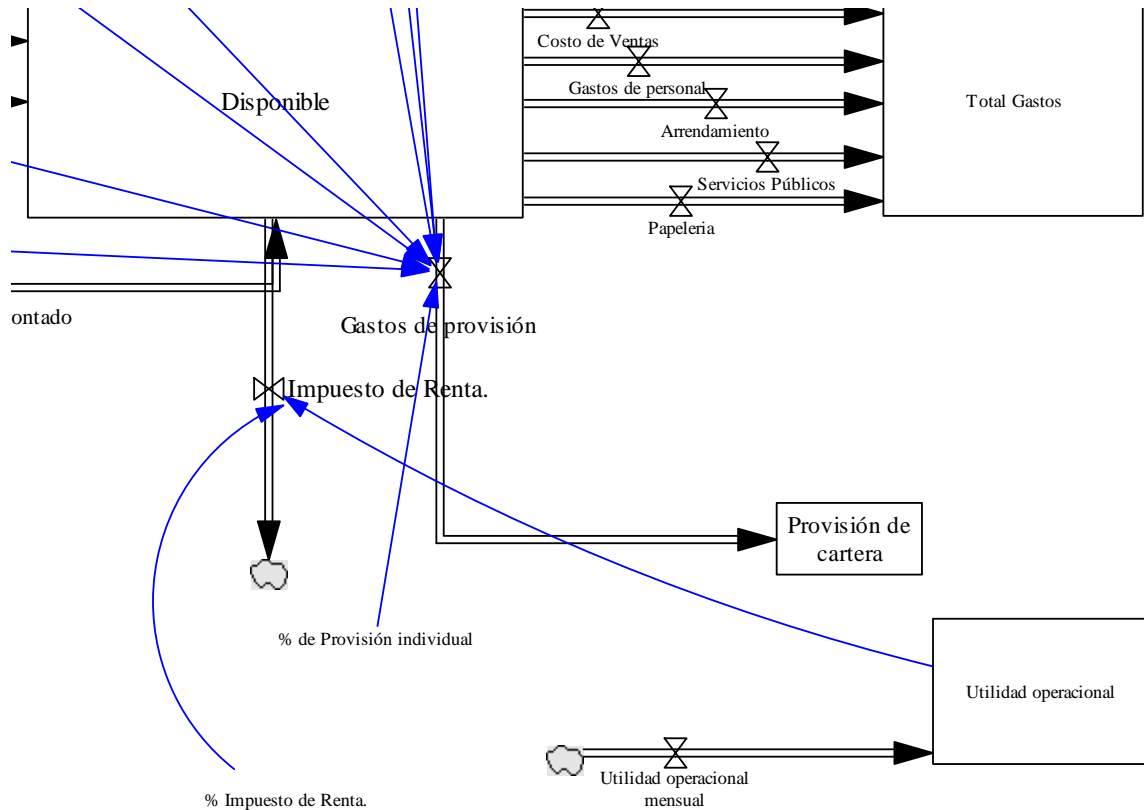 Costo de Ventas
Gastos de personal
Disponible
Total Gastos
Arrendamiento
Servicios Públicos
Papeleria
ontado
Gastos de provisión
Impuesto de Renta.
Provisión de
cartera
% de Provisión individual
Utilidad operacional
Utilidad operacional
mensual
% Impuesto de Renta.